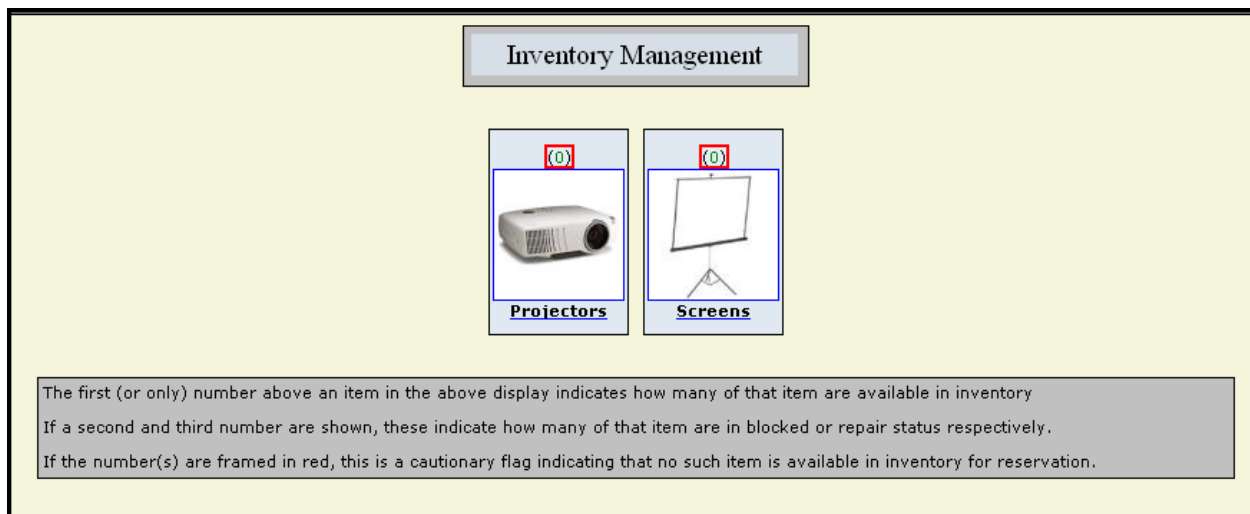 Inventory Management
(0) (0)
Projectors Screens
The first (or only) number above an item in the above display indicates how many of that item are available in inventory
If a second and third number are shown, these indicate how many of that item are in blocked or repair status respectively.
If the number(s) are framed in red, this is a cautionary flag indicating that no such item is available in inventory for reservation.